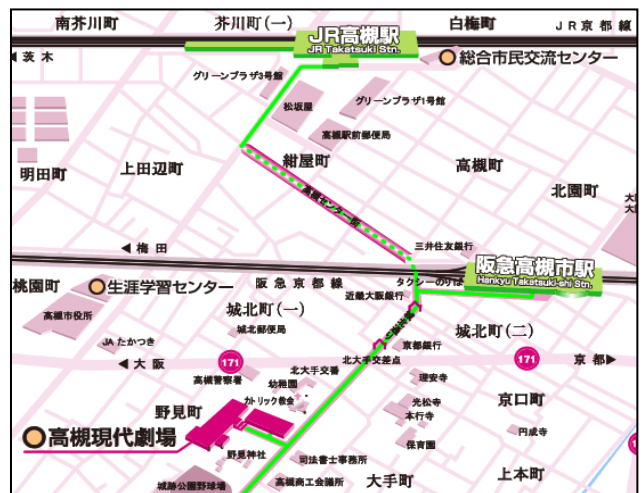 南芥川町
芥川町(一)
白梅町
JR京都線
JR高槻駅
JR Takatsuki Stn.
◀茨木
総合市民交流センター
グリーンプラザ3号館
松坂屋
グリーンプラザ1号館
高槻駅前郵便局
紺屋町
高槻町
上田辺町
明田町
北園町
高槻センター街
三井住友銀行
◀梅田
阪急高槻市駅
Hankyu Takatsuki-shi Stn.
桃園町
生涯学習センター
阪急京都線
タクシーのりば
近畿大阪銀行
高槻市役所
城北町(一)
城北郵便局
城北町(二)
JAたかつき
京都銀行
北大手交差点
◀大阪
171
171
京都▶
高槻警察署
北大手交番
幼稚園
理安寺
カトリック教会
光松寺
京口町
野見町
本行寺
高槻現代劇場
円成寺
保育園
野見神社
司法書士事務所
上本町
城跡公園野球場
高槻商工会議所
大手町